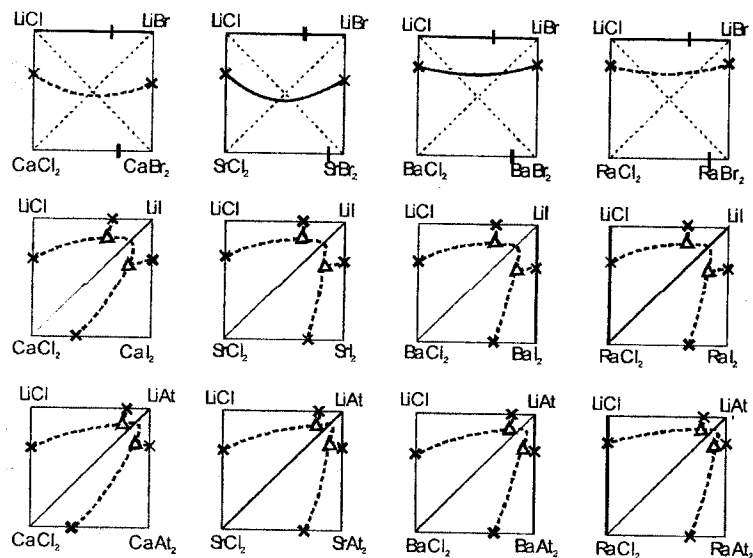 LiCl LiBr LiCl LiBr LiCl LiBr LiCl LiBr
CaCl₂ CaBr₂ SrCl₂ SrBr₂ BaCl₂ BaBr₂ RaCl₂ RaBr₂
LiCl LiI LiCl LiI LiCl LiI LiCl LiI
CaCl₂ CaI₂ SrCl₂ SrI₂ BaCl₂ BaI₂ RaCl₂ RaI₂
LiCl LiAt LiCl LiAt LiCl LiAt LiCl LiAt
CaCl₂ CaAt₂ SrCl₂ SrAt₂ BaCl₂ BaAt₂ RaCl₂ RaAt₂